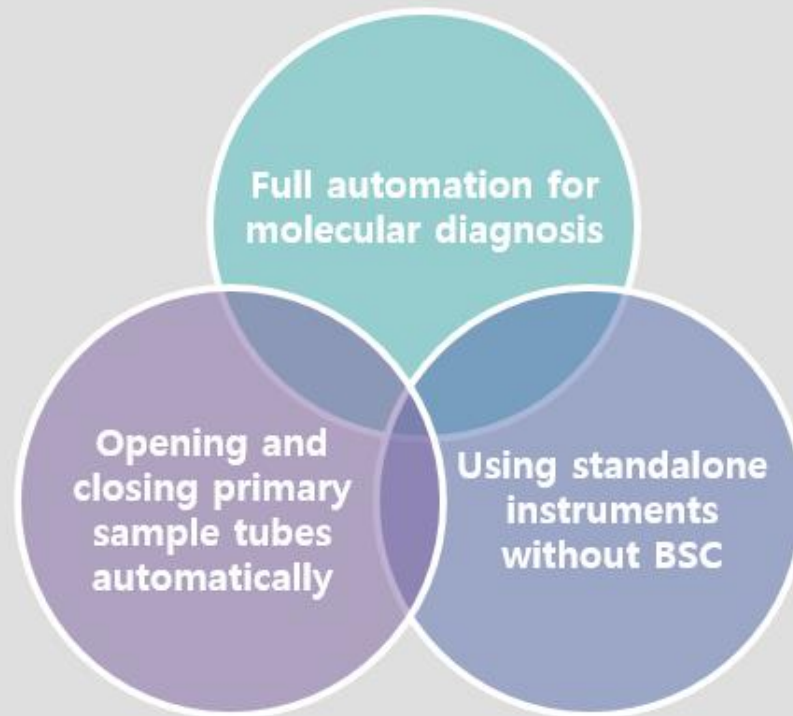 Full automation for
molecular diagnosis
Opening and
closing primary
sample tubes
automatically
Using standalone
instruments
without BSC